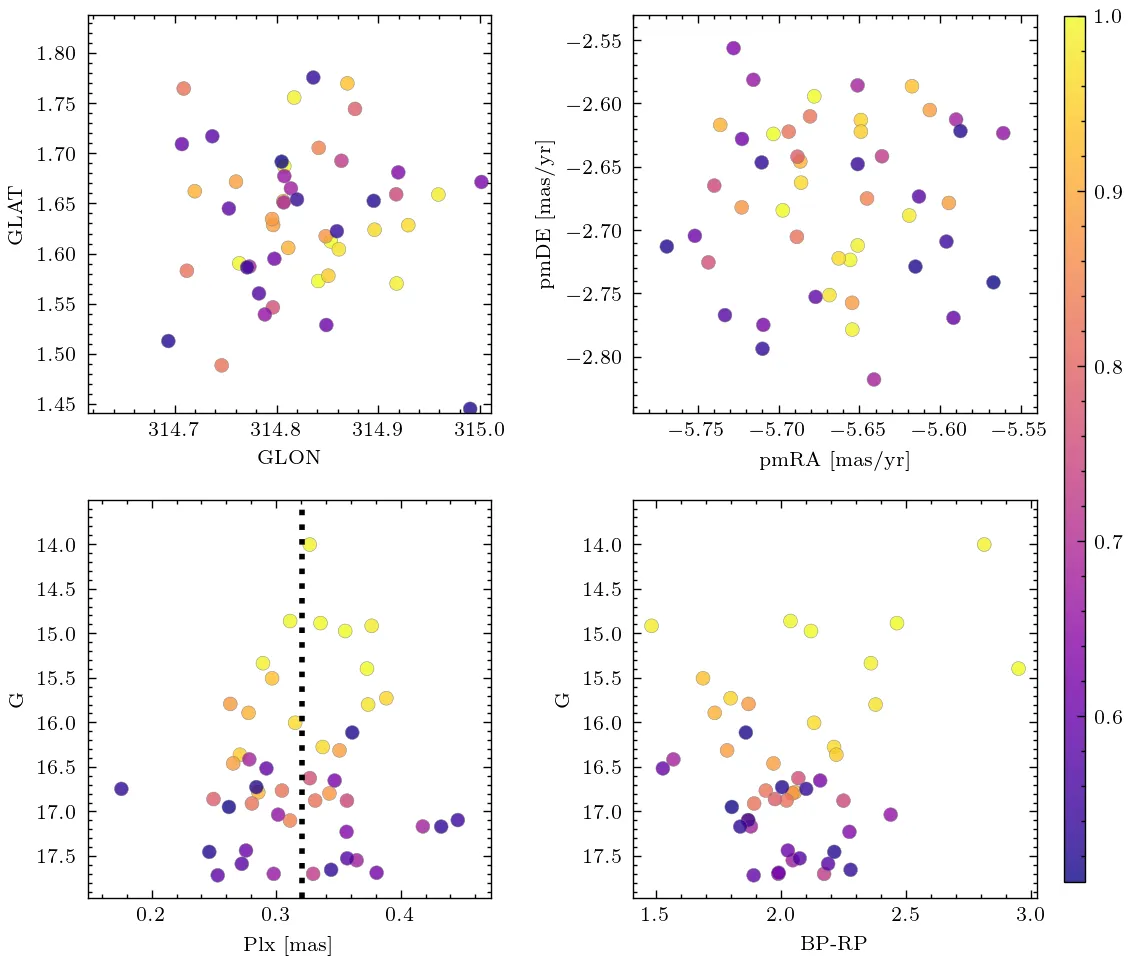 1.80
1.75
1.70
1.65
1.60
1.55
1.50
1.45
GLAT
314.7 314.8 314.9 315.0
GLON
−2.55
−2.60
−2.65
−2.70
−2.75
−2.80
pmDE [mas/yr]
−5.75 −5.70 −5.65 −5.60 −5.55
pmRA [mas/yr]
14.0
14.5
15.0
15.5
16.0
16.5
17.0
17.5
G
0.2 0.3 0.4
Plx [mas]
14.0
14.5
15.0
15.5
16.0
16.5
17.0
17.5
G
1.5 2.0 2.5 3.0
BP-RP
1.0
0.9
0.8
0.7
0.6